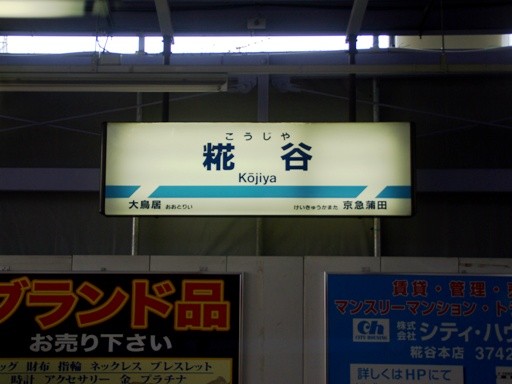 こうじや
糀谷
Kōjiya
大鳥居 おおとりい
けいきゅうかまた 京急蒲田
ブランド品
お売り下さい
ッグ 財布 指輪 ネックレス ブレスレット
時計 アクセサリー 金 プラチナ
賃貸・管理・
マンスリーマンション・ト
Ch
株式会社 シティ・ハウ
糀谷本店 3742
詳しくはHPにて